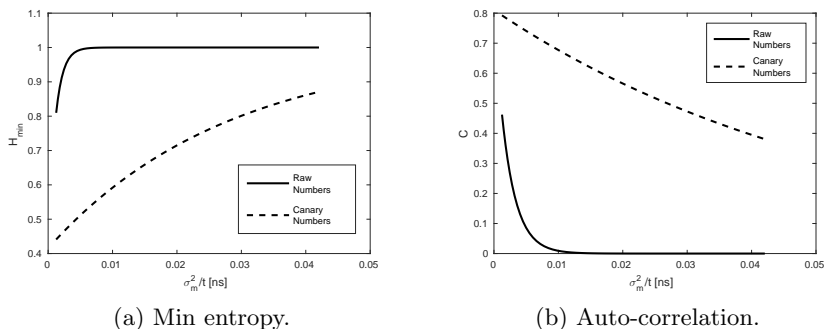 1.1
1
0.9
0.8
0.7
0.6
0.5
0.4
H_min
0
0.01
0.02
0.03
0.04
0.05
σ_m^2/t [ns]
Raw
Numbers
Canary
Numbers
(a) Min entropy.
0.8
0.7
0.6
0.5
0.4
0.3
0.2
0.1
0
C
0
0.01
0.02
0.03
0.04
0.05
σ_m^2/t [ns]
Raw
Numbers
Canary
Numbers
(b) Auto-correlation.